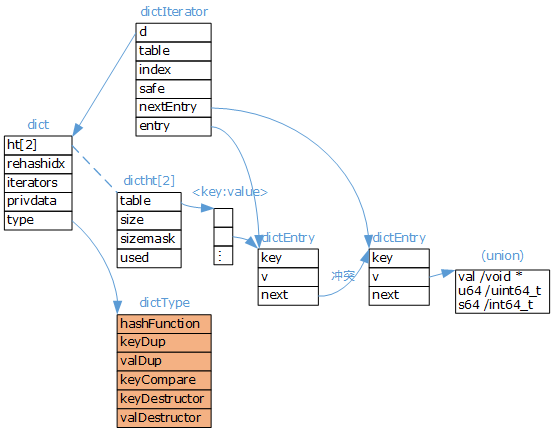 dictIterator
d
table
index
safe
nextEntry
entry
dict
ht[2]
rehashidx
iterators
privdata
type
dictht[2]
table
size
sizemask
used
<key:value>
⋮
dictEntry
key
v
next
冲突
dictEntry
key
v
next
(union)
val /void *
u64 /uint64_t
s64 /int64_t
dictType
hashFunction
keyDup
valDup
keyCompare
keyDestructor
valDestructor